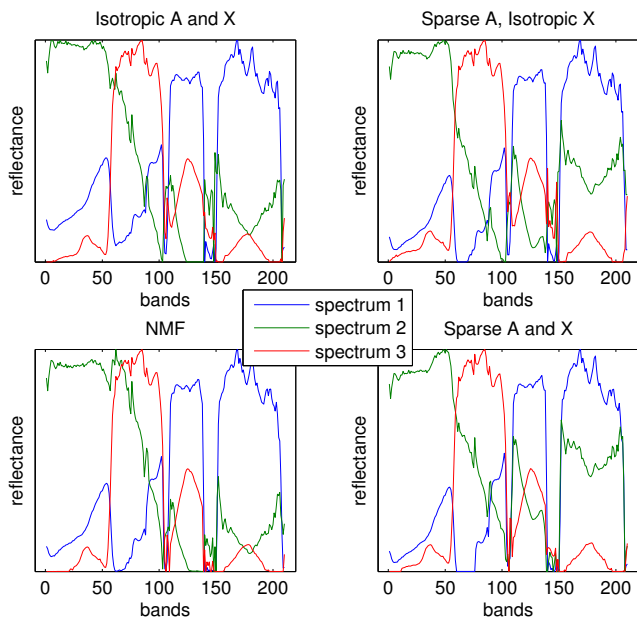 Isotropic A and X
reflectance
0 50 100 150 200
bands
Sparse A, Isotropic X
reflectance
0 50 100 150 200
bands
spectrum 1
spectrum 2
spectrum 3
NMF
reflectance
0 50 100 150 200
bands
Sparse A and X
reflectance
0 50 100 150 200
bands